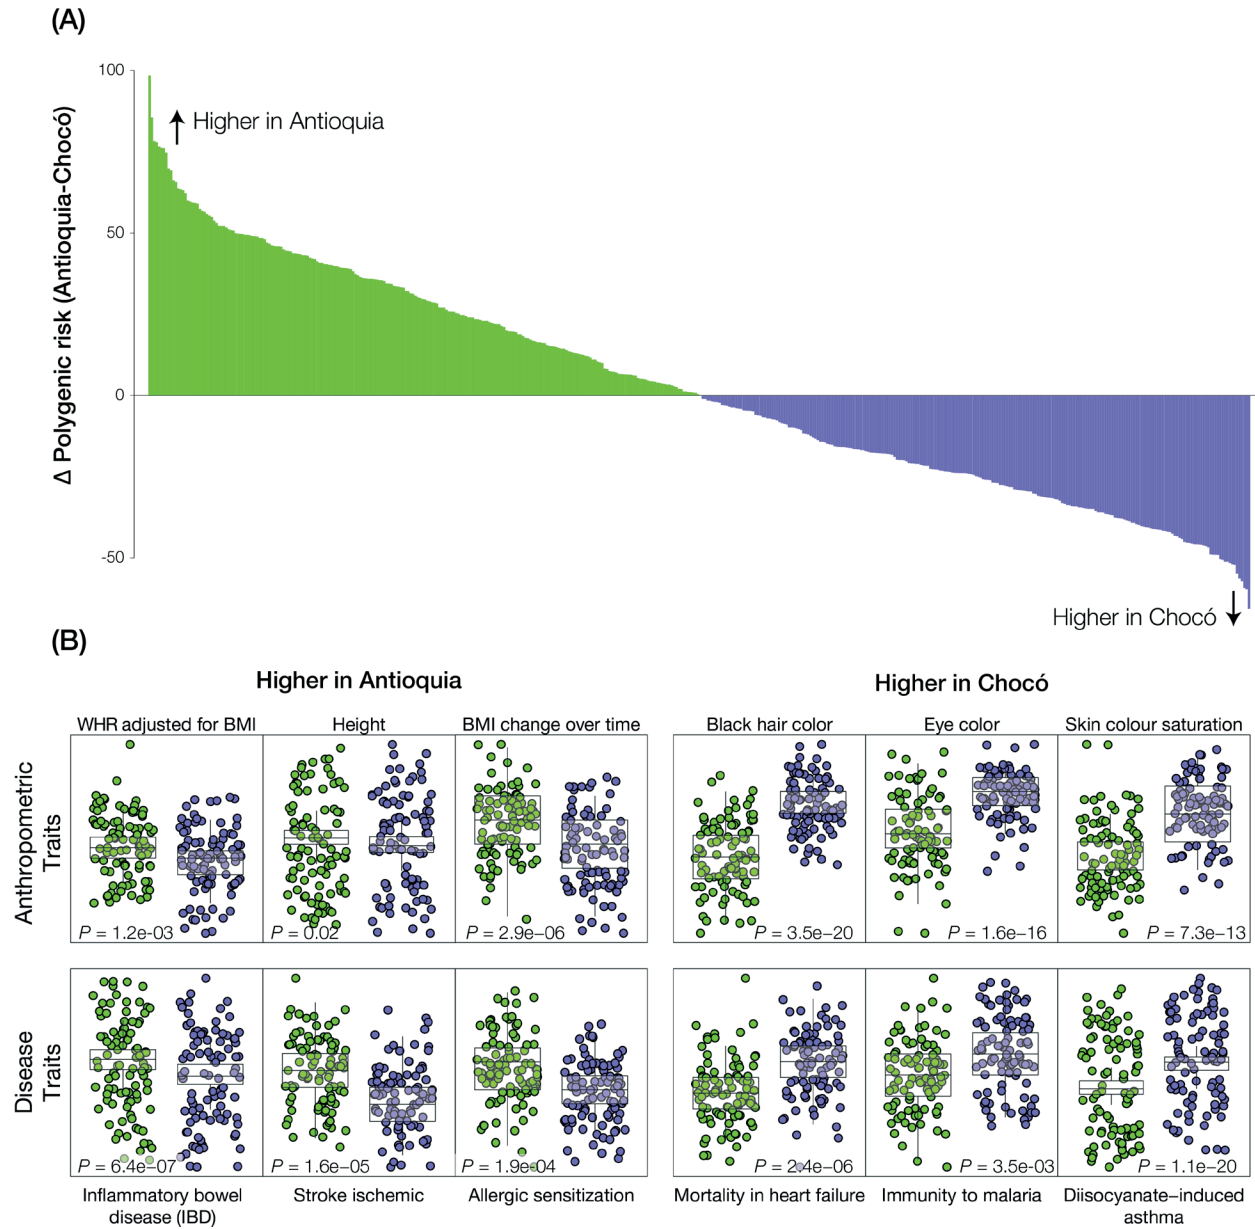 (A)
100
50
0
-50
Δ Polygenic risk (Antioquia-Chocó)
Higher in Antioquia
Higher in Chocó
(B)
Higher in Antioquia
Higher in Chocó
WHR adjusted for BMI
Height
BMI change over time
Black hair color
Eye color
Skin colour saturation
Anthropometric
Traits
P = 1.2e−03
P = 0.02
P = 2.9e−06
P = 3.5e−20
P = 1.6e−16
P = 7.3e−13
Disease
Traits
P = 6.4e−07
P = 1.6e−05
P = 1.9e−04
P = 2.4e−06
P = 3.5e−03
P = 1.1e−20
Inflammatory bowel
disease (IBD)
Stroke ischemic
Allergic sensitization
Mortality in heart failure
Immunity to malaria
Diisocyanate−induced
asthma